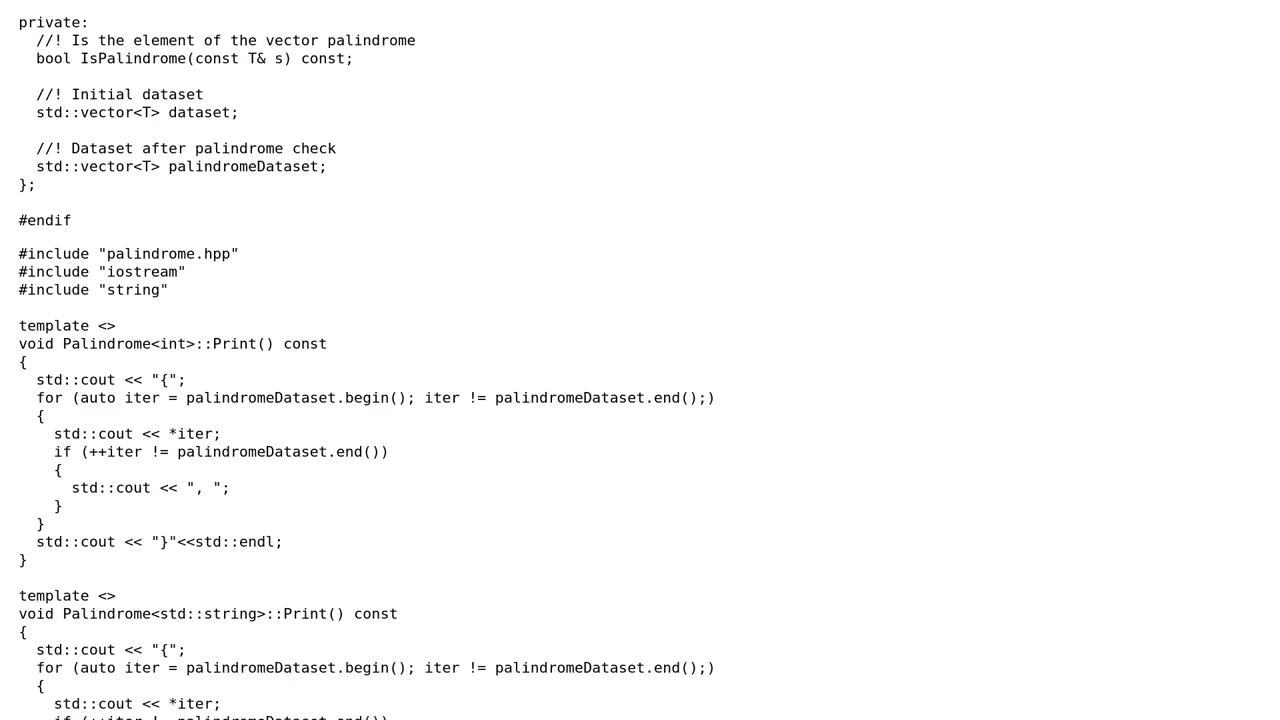 private:
  //! Is the element of the vector palindrome
  bool IsPalindrome(const T& s) const;

  //! Initial dataset
  std::vector<T> dataset;

  //! Dataset after palindrome check
  std::vector<T> palindromeDataset;
};

#endif

#include "palindrome.hpp"
#include "iostream"
#include "string"

template <>
void Palindrome<int>::Print() const
{
  std::cout << "{";
  for (auto iter = palindromeDataset.begin(); iter != palindromeDataset.end();)
  {
    std::cout << *iter;
    if (++iter != palindromeDataset.end())
    {
      std::cout << ", ";
    }
  }
  std::cout << "}"<<std::endl;
}

template <>
void Palindrome<std::string>::Print() const
{
  std::cout << "{";
  for (auto iter = palindromeDataset.begin(); iter != palindromeDataset.end();)
  {
    std::cout << *iter;
    if (++iter != palindromeDataset.end())